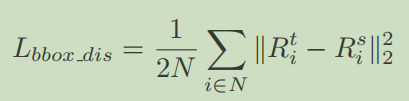 $L_{bbox\_dis} = \frac{1}{2N} \sum_{i \in N} \| R_i^t - R_i^s \|_2^2$